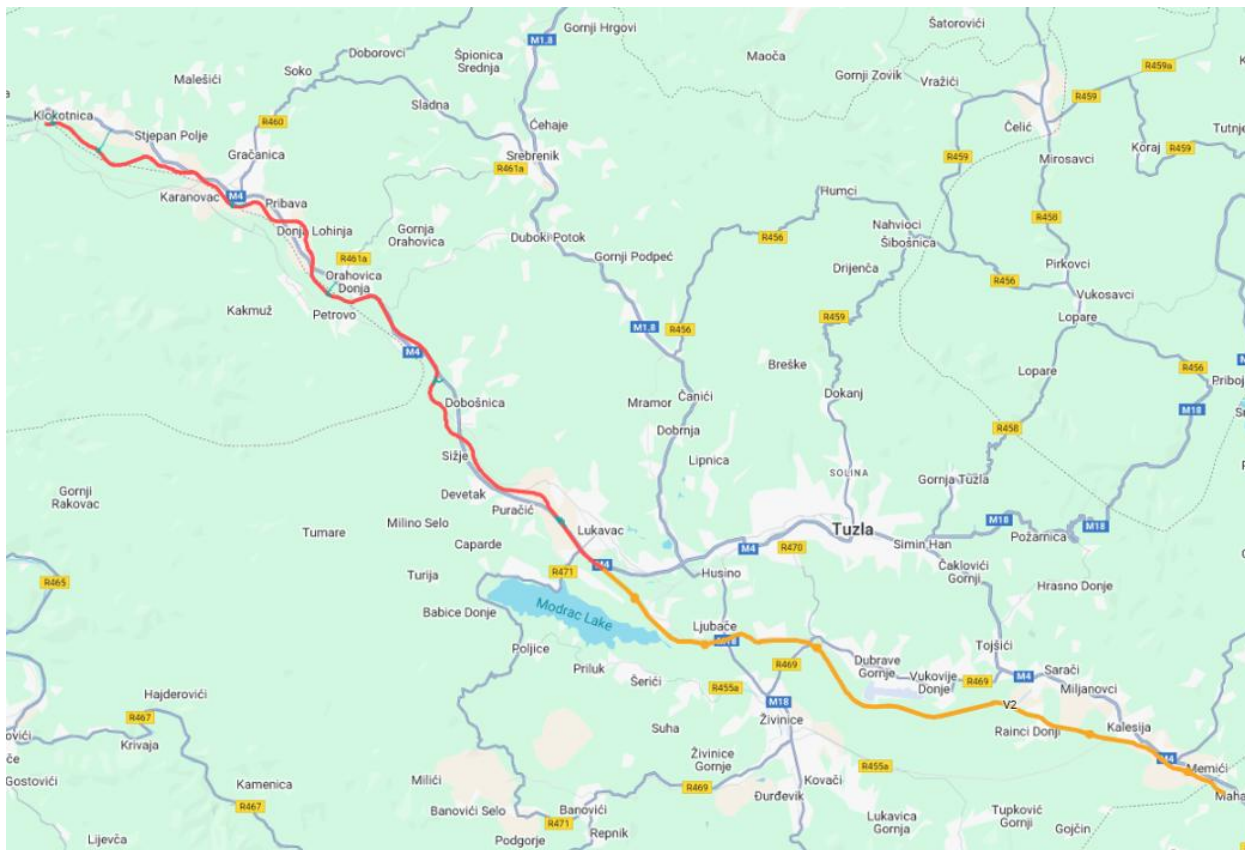 Gornji Hrgovi
Šatorovići
M1.8
Doborovci
Špionica
Srednja
Maoča
Soko
Malešići
Gornji Zovik
Vražići
R459a
R459
R459
Sladna
Klokotnica
Stjepan Polje
R460
Čehaje
Čelić
Tutnje
Koraj
R459
Gračanica
Srebrenik
R461a
R459
Mirosavci
Karanovac
M4
Pribava
Humci
Donja Lohinja
Gornja
Orahovica
Duboki Potok
R456
Nahvioci
Šibošnica
R458
R461a
Gornji Podpeć
Orahovica
Donja
Drijenča
Pirkovci
R456
Vukosavci
Kakmuž
Petrovo
M1.8
R456
R459
Lopare
M4
Breške
Lopare
R456
Priboj
Dokanj
Mramor
Čanići
Dobošnica
M18
Dobrnja
R458
Sižje
Lipnica
SOLINA
Gornja Tuzla
Gornji
Rakovac
Devetak
Puračić
Tumare
Milino Selo
Lukavac
Tuzla
M18
M18
Požarnica
Caparde
M4
R470
Simin Han
M4
Čaklovići
Gornji
Turija
R471
Husino
Hrasno Donje
R465
Modrac Lake
Babice Donje
Ljubače
M18
Tojšići
Poljice
Priluk
R469
Dubrave
Gornje
Sarači
Šerići
R455a
Vukovije
Donje
R469
M4
Miljanovci
Hajderovići
M18
V2
R467
Suha
Živinice
Rainci Donji
Kalesija
Krivaja
Živinice
Gornje
R455a
M4
Memići
Gostovići
Kamenica
Milići
Kovači
R467
Banovići Selo
Banovići
R469
Đurđevik
Lukavica
Gornja
Tupković
Gornji
R471
Repnik
Gojčin
Lijevča
Podgorje